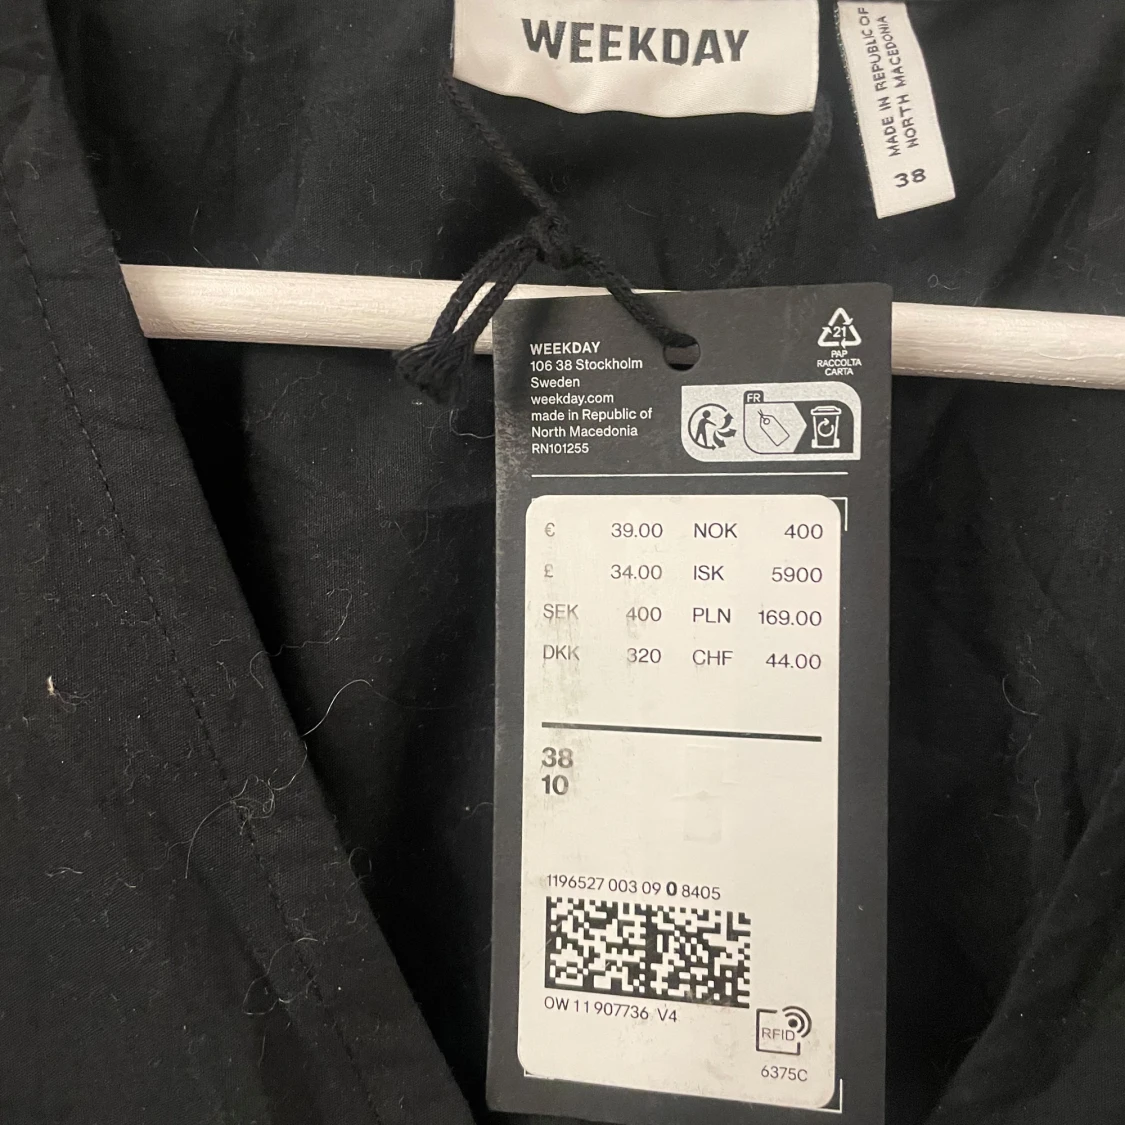 WEEKDAY
MADE IN REPUBLIC OF
NORTH MACEDONIA
38
WEEKDAY
106 38 Stockholm
Sweden
weekday.com
made in Republic of
North Macedonia
RN101255
21
PAP
RACCOLTA
CARTA
FR
€ 39.00 NOK 400
£ 34.00 ISK 5900
SEK 400 PLN 169.00
DKK 320 CHF 44.00
38
10
1196527 003 09 0 8405
OW 11907736 V4
RFID
6375C